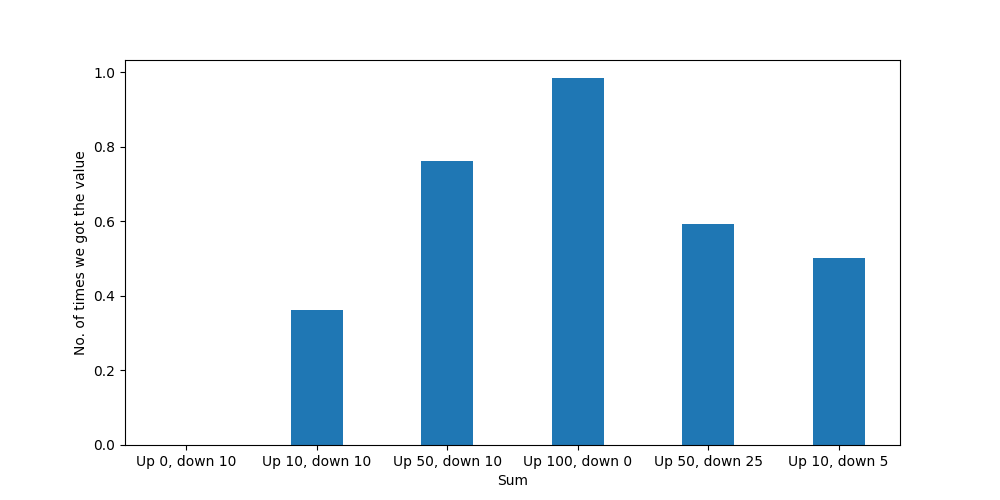 1.0
0.8
0.6
0.4
0.2
0.0
No. of times we got the value
Up 0, down 10 Up 10, down 10 Up 50, down 10 Up 100, down 0 Up 50, down 25 Up 10, down 5
Sum